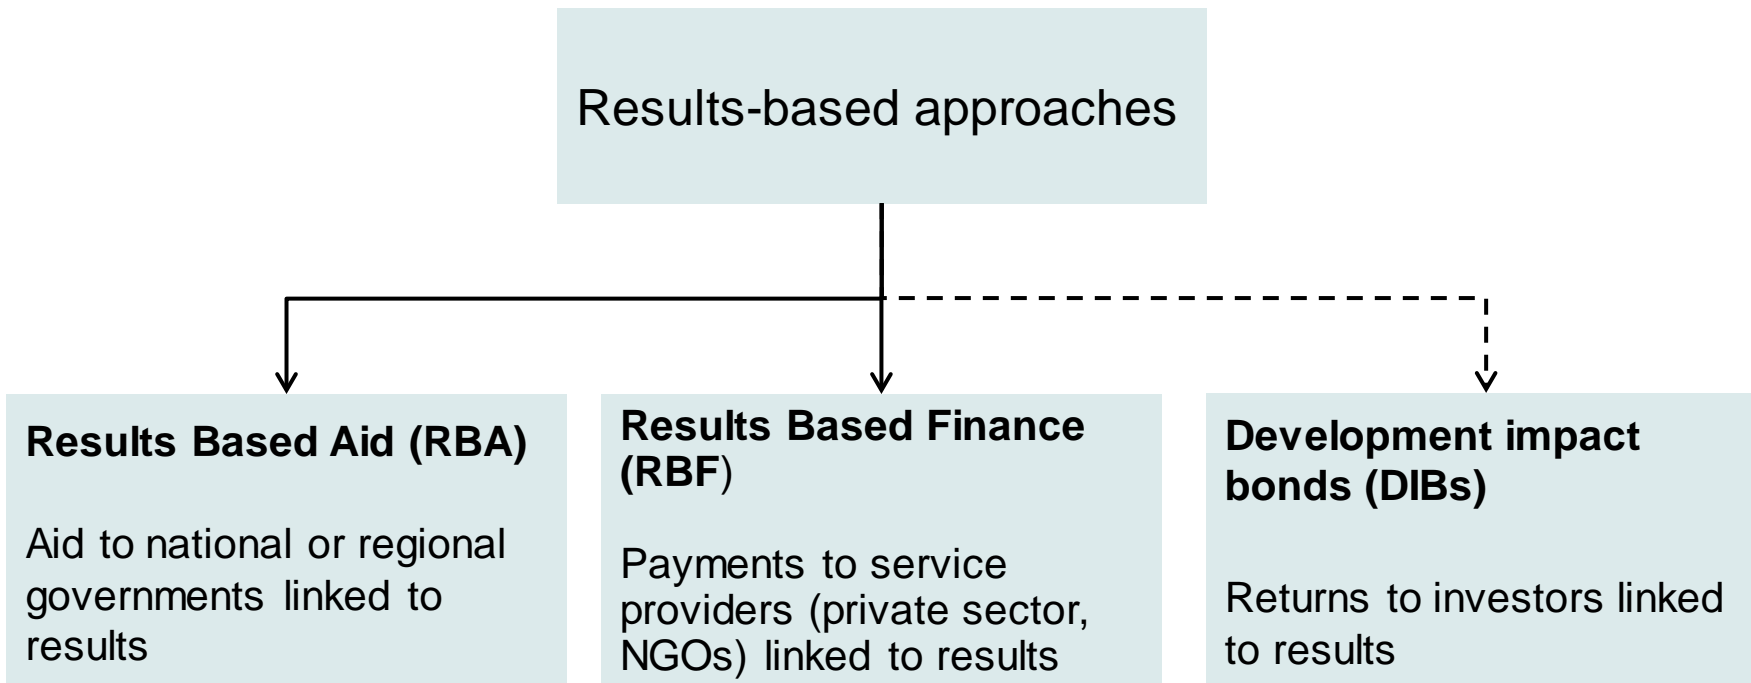 Results-based approaches
Results Based Aid (RBA)
Aid to national or regional
governments linked to
results
Results Based Finance
(RBF)
Payments to service
providers (private sector,
NGOs) linked to results
Development impact
bonds (DIBs)
Returns to investors linked
to results